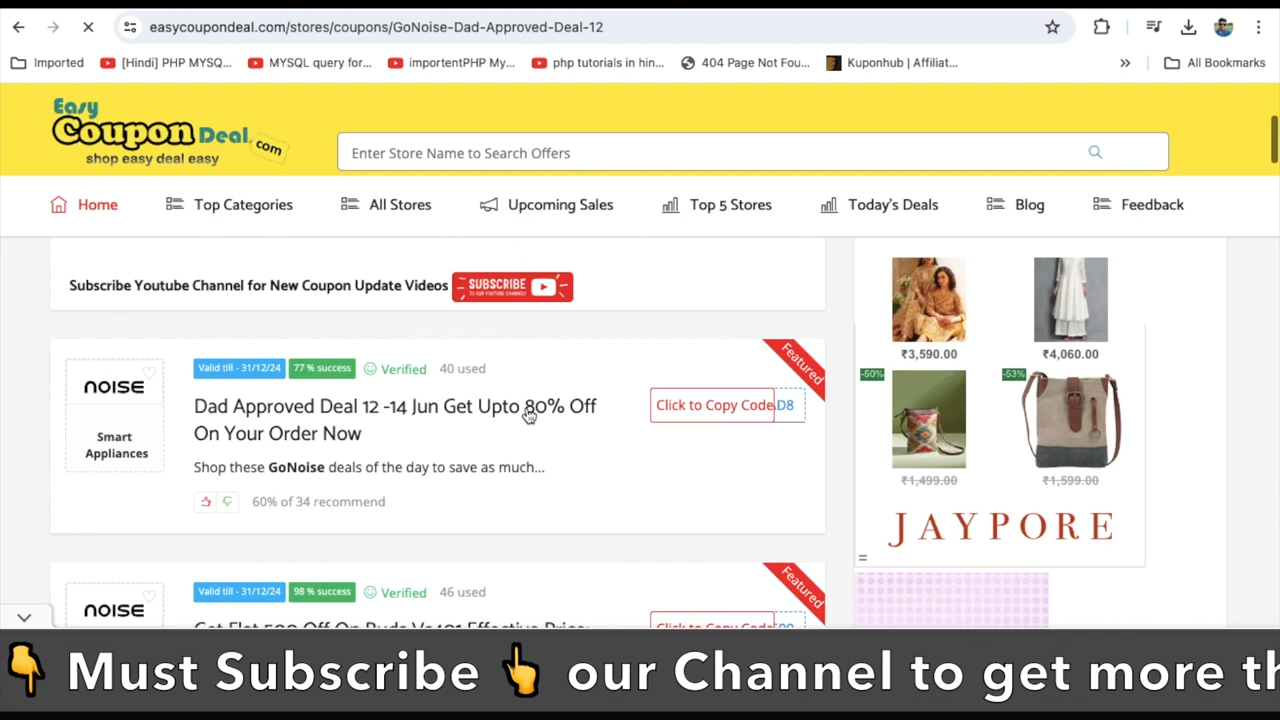 easycoupondeal.com/stores/coupons/GoNoise-Dad-Approved-Deal-12
Imported
[Hindi] PHP MYSQ...
MYSQL query for...
importentPHP My...
php tutorials in hin...
404 Page Not Fou...
Kuponhub | Affiliat...
»
All Bookmarks
Easy
Coupon Deal.com
shop easy deal easy
Enter Store Name to Search Offers
Home
Top Categories
All Stores
Upcoming Sales
Top 5 Stores
Today's Deals
Blog
Feedback
Subscribe Youtube Channel for New Coupon Update Videos
SUBSCRIBE
TO OUR YOUTUBE CHANNEL
NOISE
Smart
Appliances
Valid till - 31/12/24
77 % success
Verified
40 used
Featured
Dad Approved Deal 12 -14 Jun Get Upto 80% Off
On Your Order Now
Click to Copy Code
D8
Shop these GoNoise deals of the day to save as much...
60% of 34 recommend
NOISE
Valid till - 31/12/24
98 % success
Verified
46 used
Featured
₹3,590.00
₹4,060.00
-50%
-53%
₹1,499.00
₹1,599.00
JAYPORE
👇 Must Subscribe 👆 our Channel to get more th